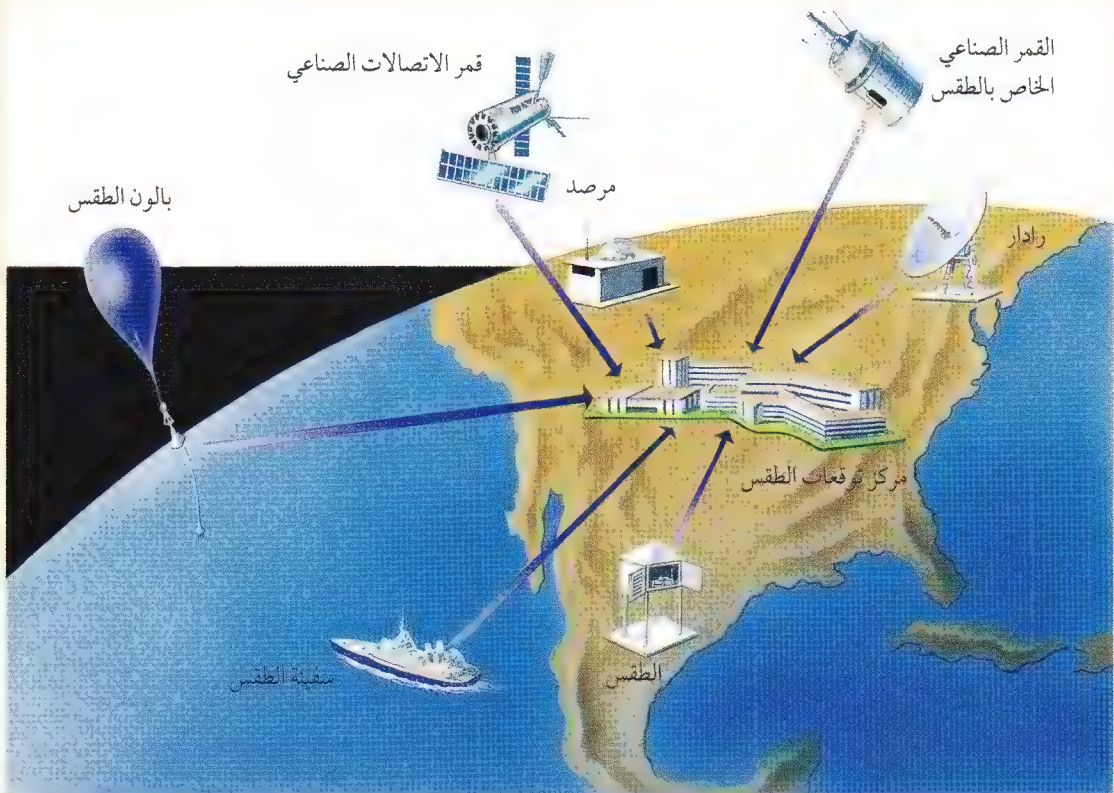 القمر الصناعي
الخاص بالطقس
قمر الاتصالات الصناعي
مرصد
بالون الطقس
رادار
مركز توقعات الطقس
الطقس
سفينة الطقس